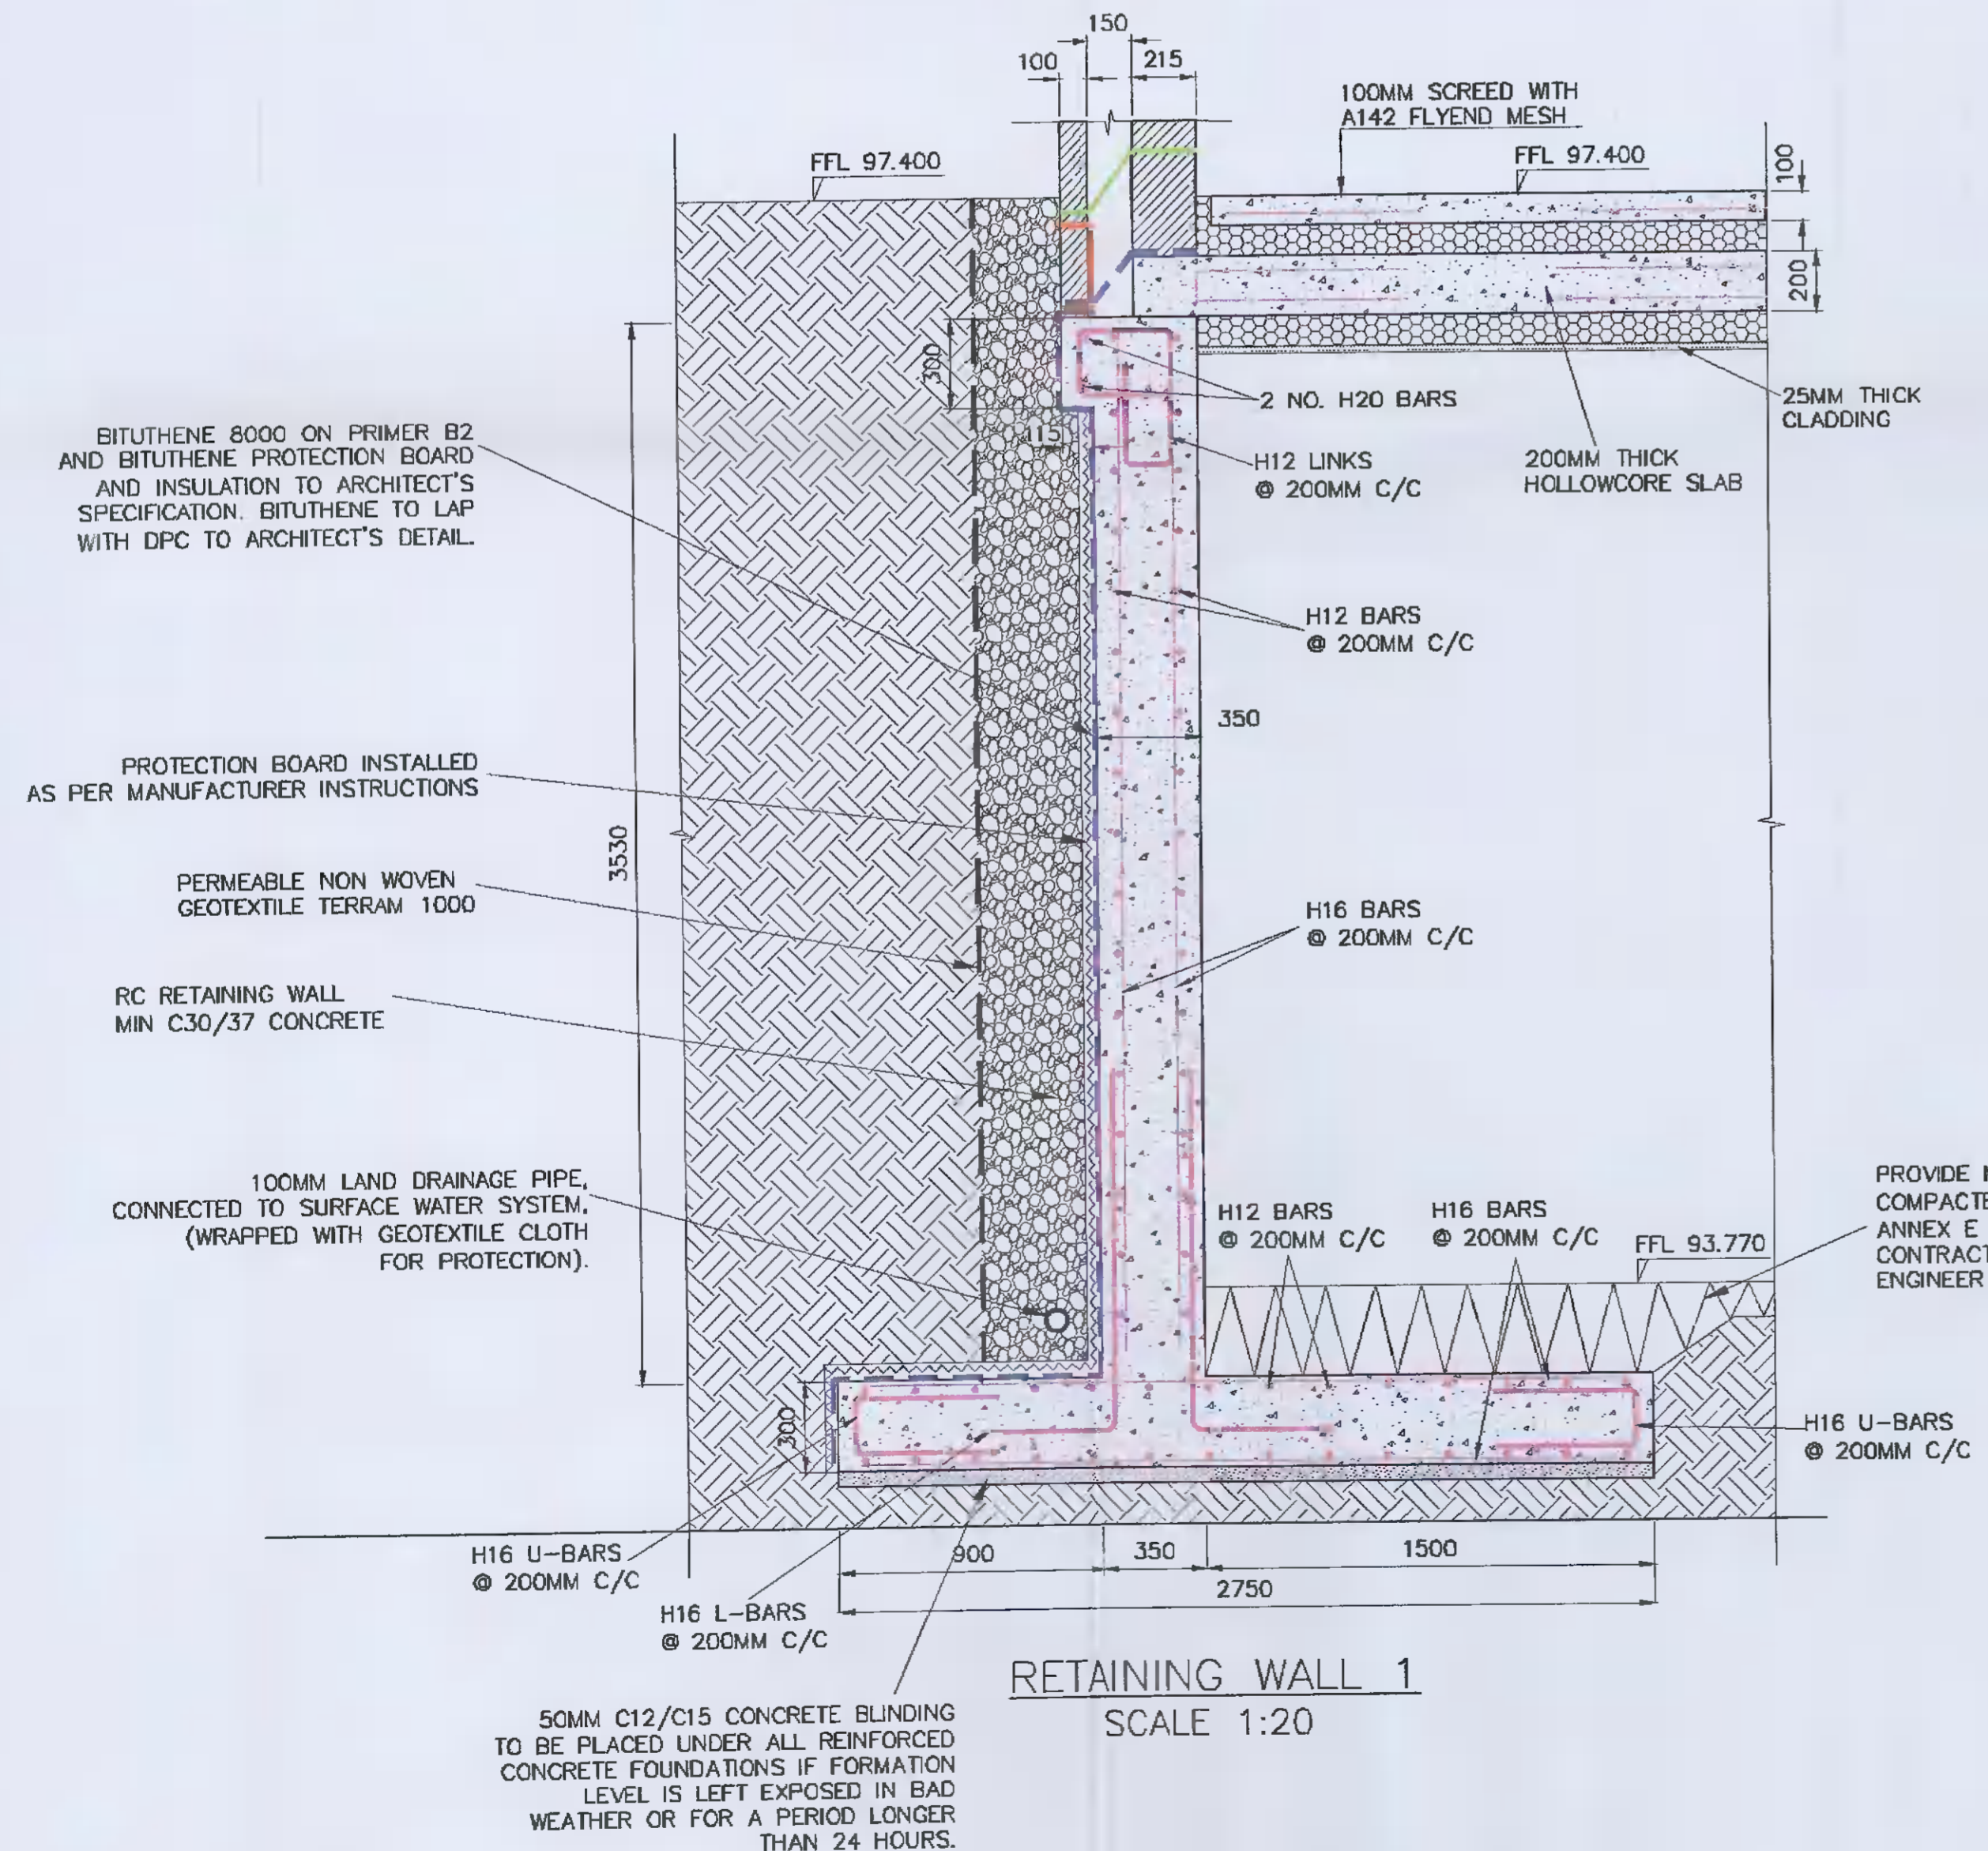 150
100
215
100MM SCREED WITH
A142 FLYEND MESH
FFL 97.400
FFL 97.400
100
200
300
115
2 NO. H20 BARS
25MM THICK
CLADDING
H12 LINKS
@ 200MM C/C
200MM THICK
HOLLOWCORE SLAB
BITUTHENE 8000 ON PRIMER B2
AND BITUTHENE PROTECTION BOARD
AND INSULATION TO ARCHITECT'S
SPECIFICATION. BITUTHENE TO LAP
WITH DPC TO ARCHITECT'S DETAIL.
H12 BARS
@ 200MM C/C
350
PROTECTION BOARD INSTALLED
AS PER MANUFACTURER INSTRUCTIONS
3530
PERMEABLE NON WOVEN
GEOTEXTILE TERRAM 1000
H16 BARS
@ 200MM C/C
RC RETAINING WALL
MIN C30/37 CONCRETE
100MM LAND DRAINAGE PIPE,
CONNECTED TO SURFACE WATER SYSTEM,
(WRAPPED WITH GEOTEXTILE CLOTH
FOR PROTECTION).
H12 BARS
@ 200MM C/C
H16 BARS
@ 200MM C/C
FFL 93.770
PROVIDE
COMPACTE
ANNEX E
CONTRACT
ENGINEER
300
H16 U-BARS
@ 200MM C/C
H16 U-BARS
@ 200MM C/C
900
350
1500
2750
H16 L-BARS
@ 200MM C/C
RETAINING WALL 1
SCALE 1:20
50MM C12/C15 CONCRETE BLINDING
TO BE PLACED UNDER ALL REINFORCED
CONCRETE FOUNDATIONS IF FORMATION
LEVEL IS LEFT EXPOSED IN BAD
WEATHER OR FOR A PERIOD LONGER
THAN 24 HOURS.